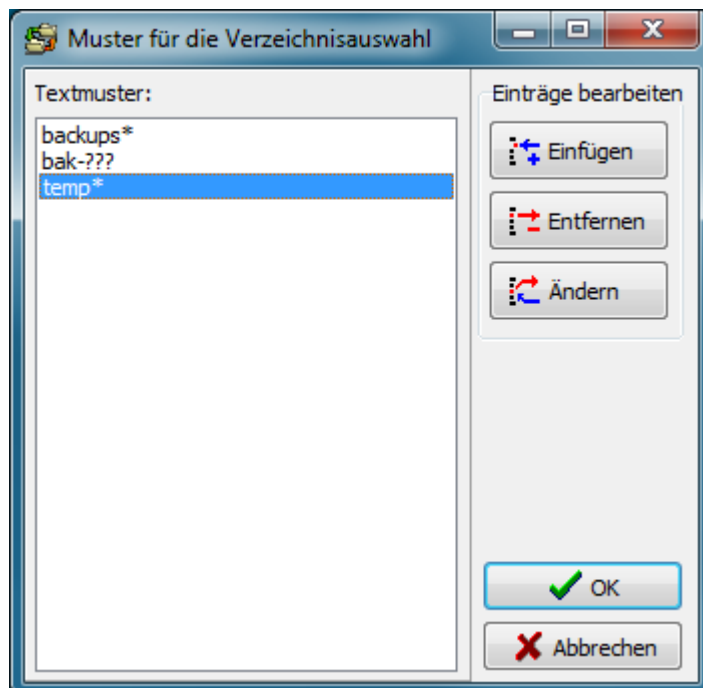 Muster für die Verzeichnisauswahl
Textmuster:
backups*
bak-???
temp*
Einträge bearbeiten
Einfügen
Entfernen
Ändern
OK
Abbrechen